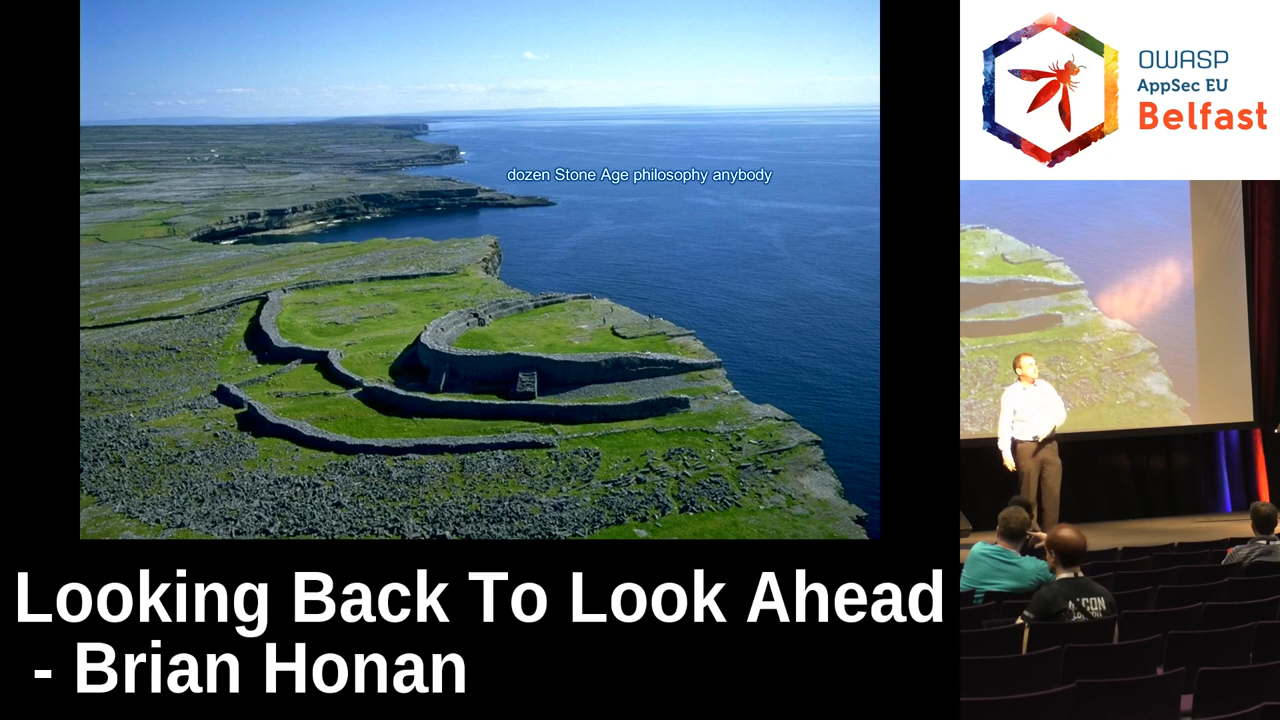 dozen Stone Age philosophy anybody
OWASP
AppSec EU
Belfast
Looking Back To Look Ahead
- Brian Honan